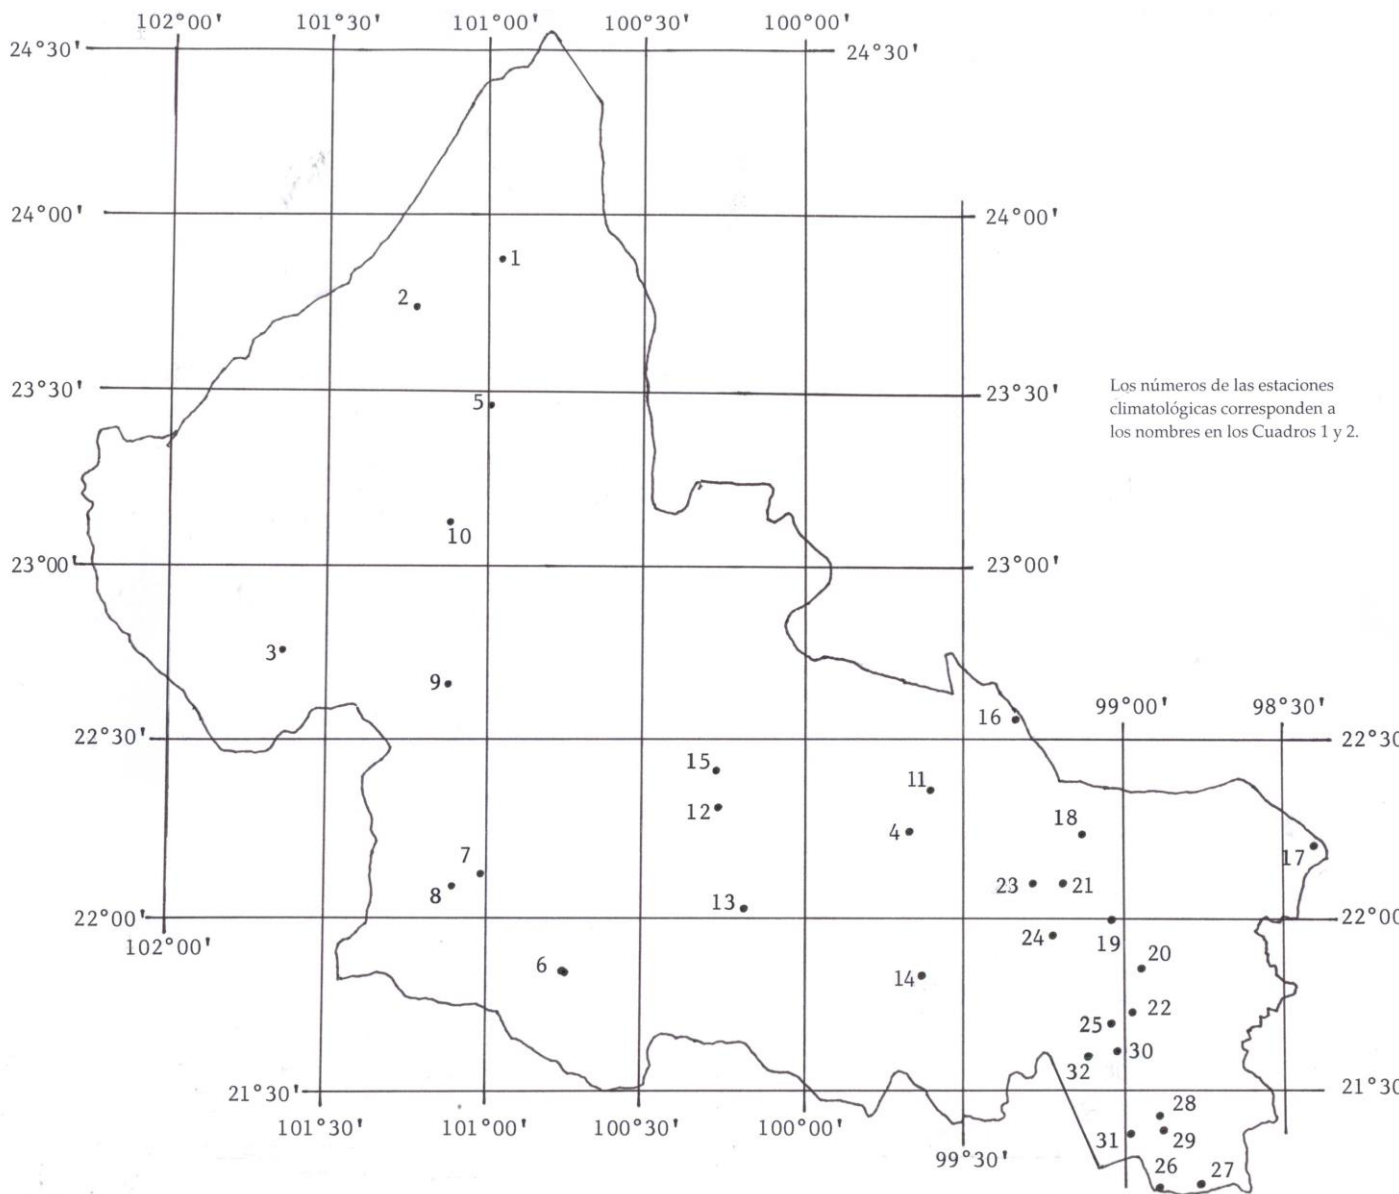 102°00' 101°30' 101°00' 100°30' 100°00'
24°30' 24°30'
24°00' 24°00'
1
2
23°30' 23°30'
Los números de las estaciones
climatológicas corresponden a
los nombres en los Cuadros 1 y 2.
5
10
23°00' 23°00'
3
9
16 99°00' 98°30'
22°30' 22°30
15 11
12 4 18
7 17
8 23 21
13
22°00' 22°00
102°00' 24 19
6 14 20
22
25
30
32
21°30' 21°30
28
101°30' 101°00' 100°30' 100°00'
31 29
99°30' 26 27